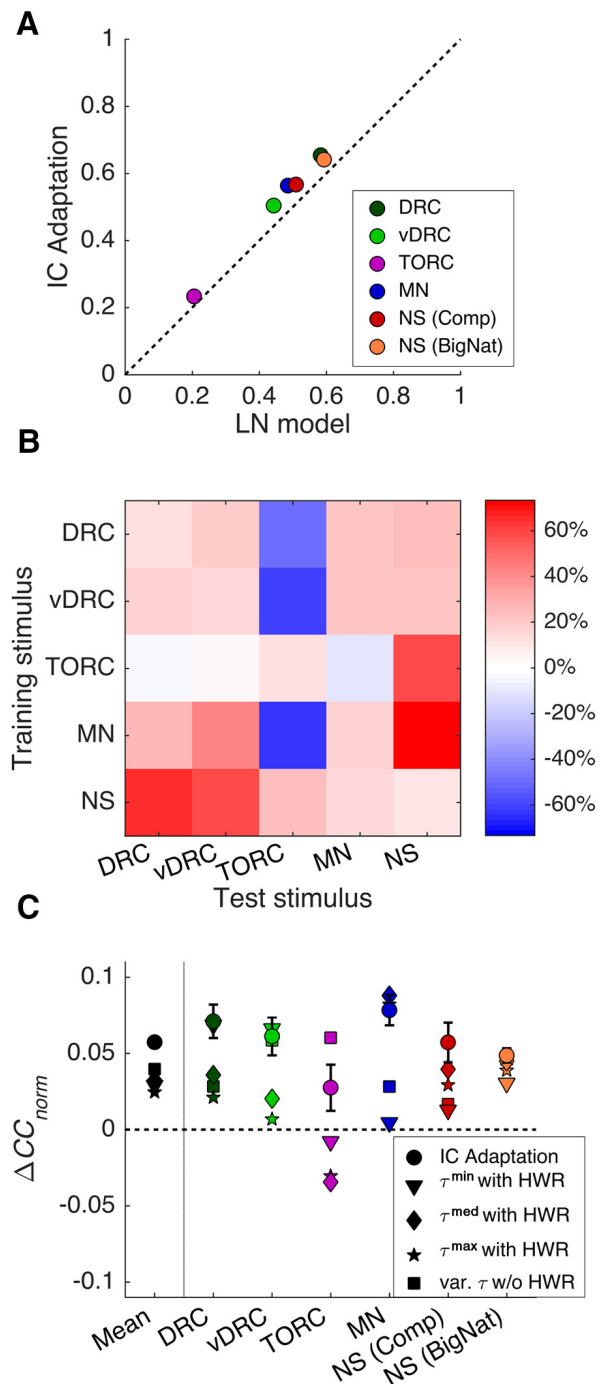 A
1
0.8
0.6
0.4
0.2
0
IC Adaptation
DRC
vDRC
TORC
MN
NS (Comp)
NS (BigNat)
0 0.2 0.4 0.6 0.8 1
LN model
B
Training stimulus
DRC
vDRC
TORC
MN
NS
60%
40%
20%
0%
-20%
-40%
-60%
DRC vDRC TORC MN NS
Test stimulus
C
0.1
0.05
0
-0.05
-0.1
ΔCCnorm
IC Adaptation
τmin with HWR
τmed with HWR
τmax with HWR
var. τ w/o HWR
Mean DRC vDRC TORC MN NS (Comp) NS (BigNat)